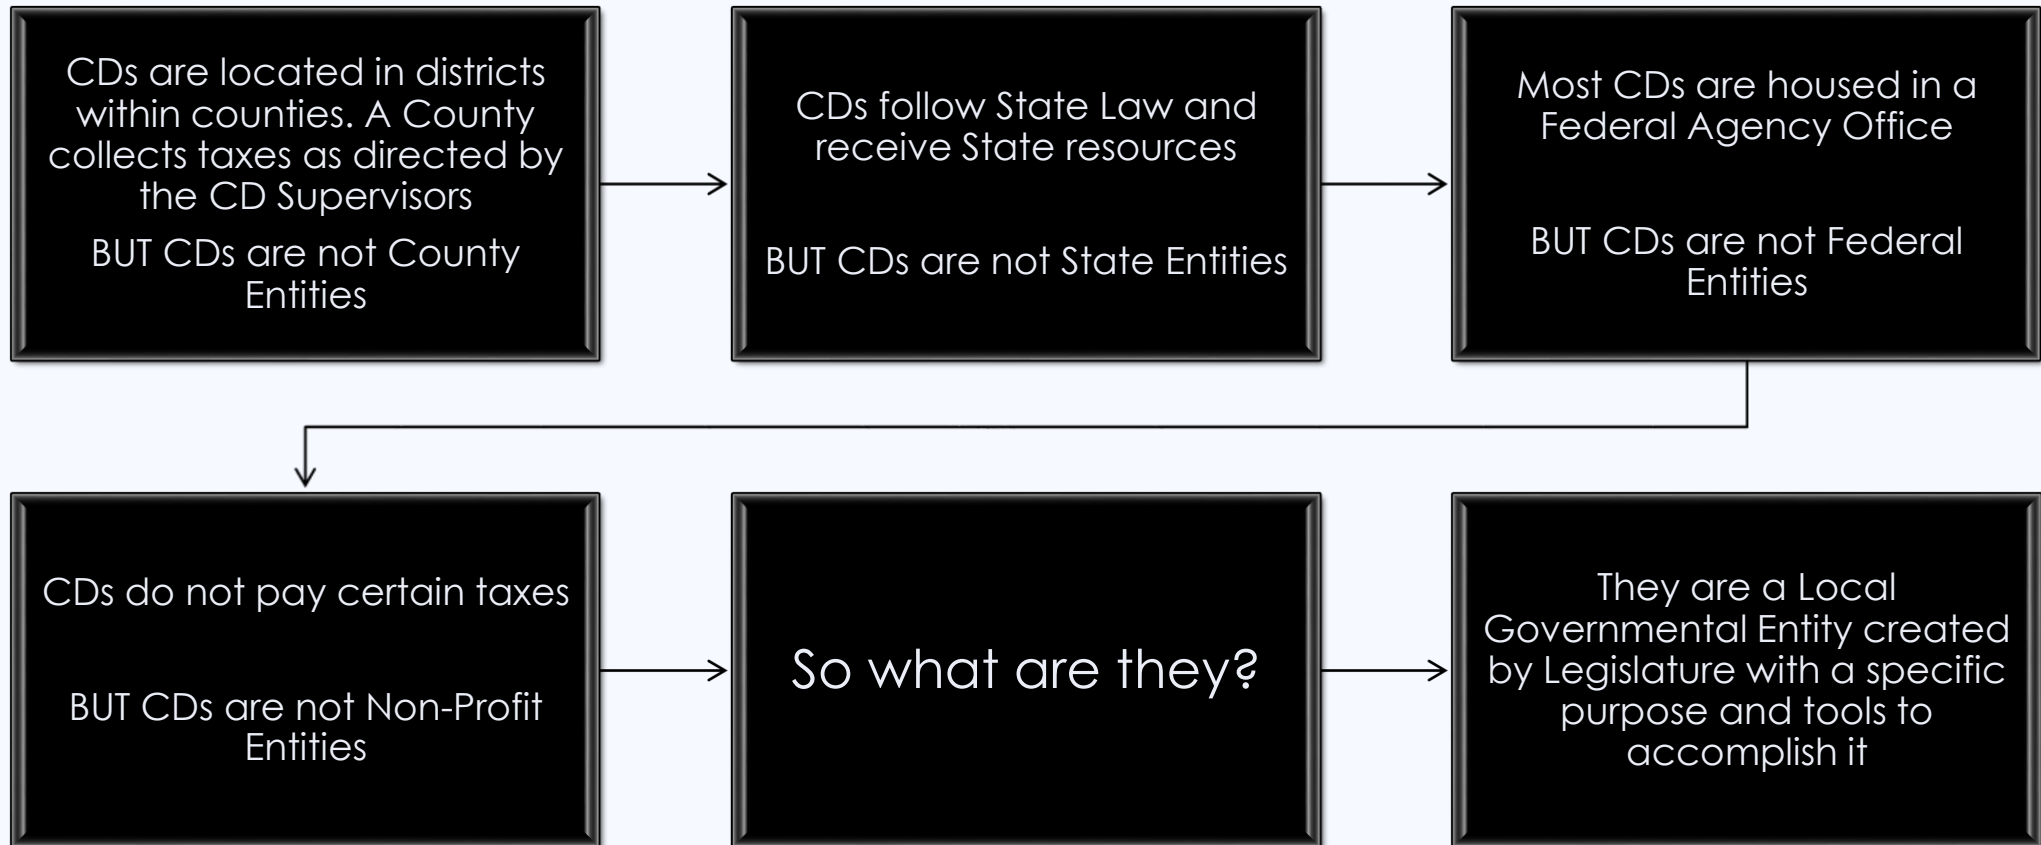 CDs are located in districts
within counties. A County
collects taxes as directed by
the CD Supervisors
BUT CDs are not County
Entities
CDs follow State Law and
receive State resources
BUT CDs are not State Entities
Most CDs are housed in a
Federal Agency Office
BUT CDs are not Federal
Entities
CDs do not pay certain taxes
BUT CDs are not Non-Profit
Entities
So what are they?
They are a Local
Governmental Entity created
by Legislature with a specific
purpose and tools to
accomplish it